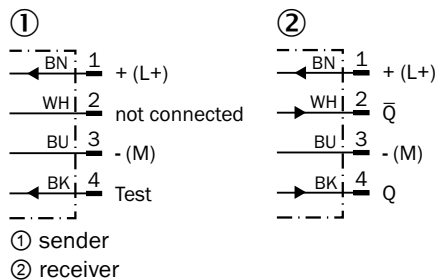 ① ②
BN 1 + (L+)
WH 2 not connected
BU 3 - (M)
BK 4 Test
BN 1 + (L+)
WH 2 Q̅
BU 3 - (M)
BK 4 Q
① sender
② receiver